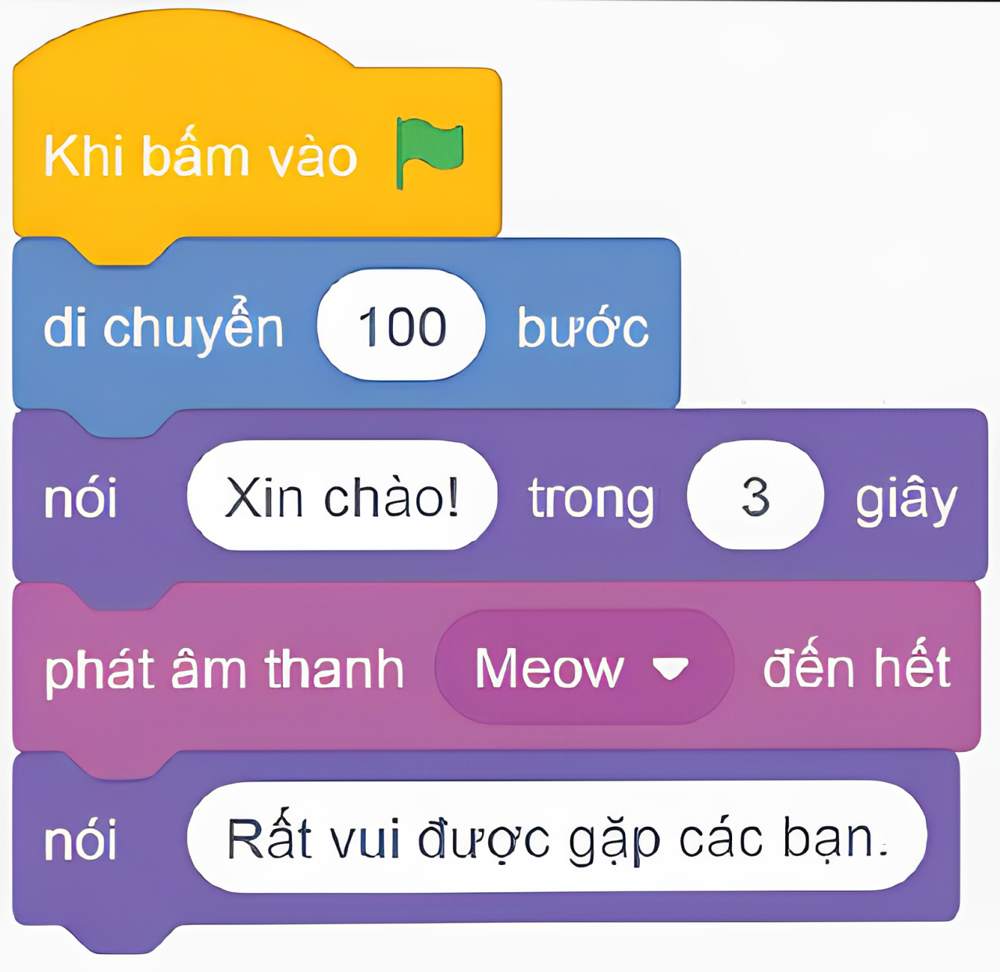 Khi bấm vào
di chuyển 100 bước
nói Xin chào! trong 3 giây
phát âm thanh Meow đến hết
nói Rất vui được gặp các bạn.